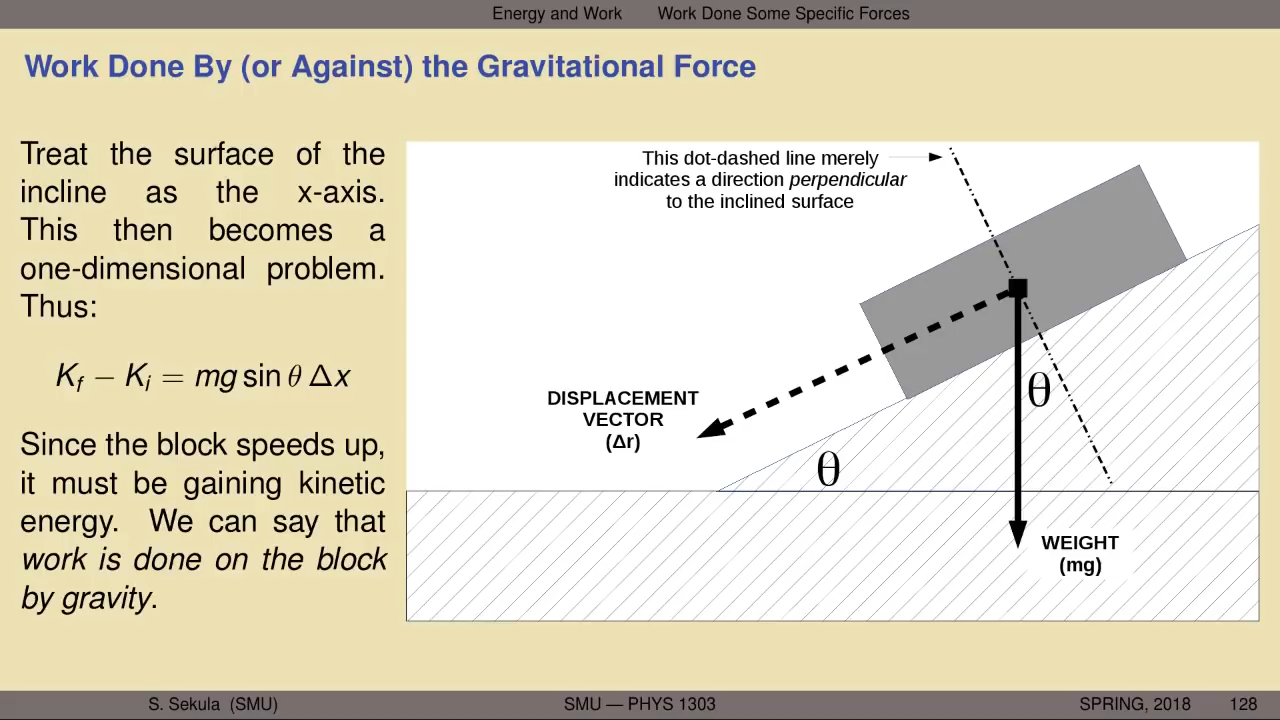 Energy and Work Work Done Some Specific Forces
Work Done By (or Against) the Gravitational Force
Treat the surface of the
incline as the x-axis.
This then becomes a
one-dimensional problem.
Thus:
K_f − K_i = mg sin θ Δx
Since the block speeds up,
it must be gaining kinetic
energy. We can say that
work is done on the block
by gravity.
This dot-dashed line merely
indicates a direction perpendicular
to the inclined surface
DISPLACEMENT
VECTOR
(Δr)
θ
θ
WEIGHT
(mg)
S. Sekula (SMU) SMU — PHYS 1303 SPRING, 2018 128